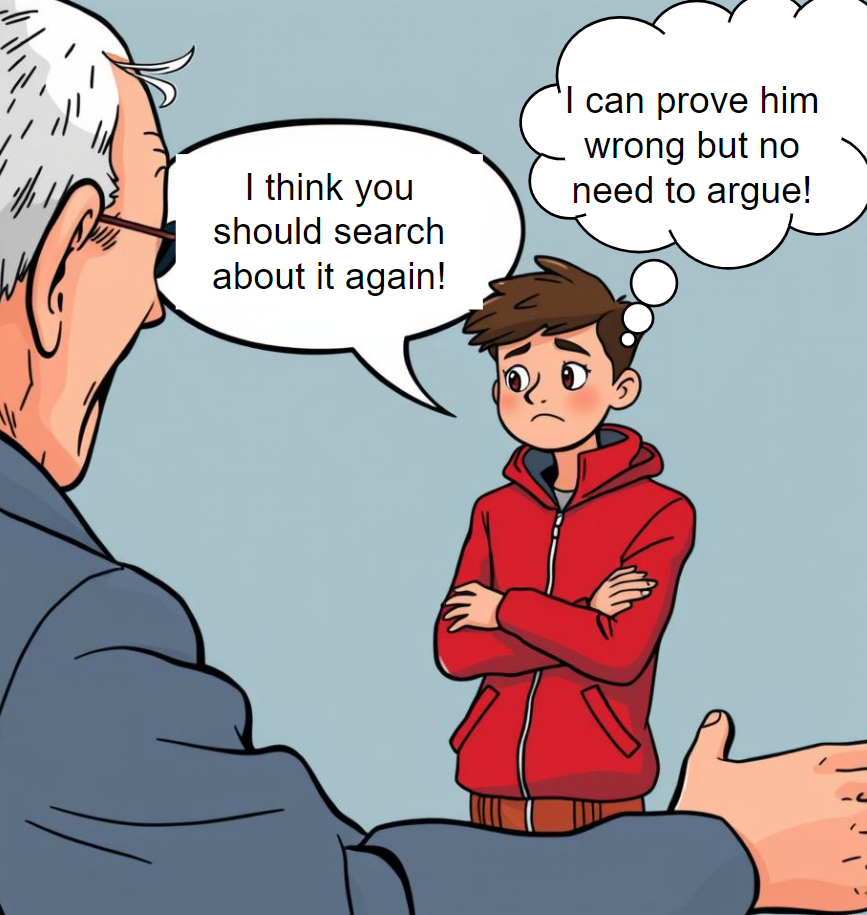 I think you
should search
about it again!
I can prove him
wrong but no
need to argue!